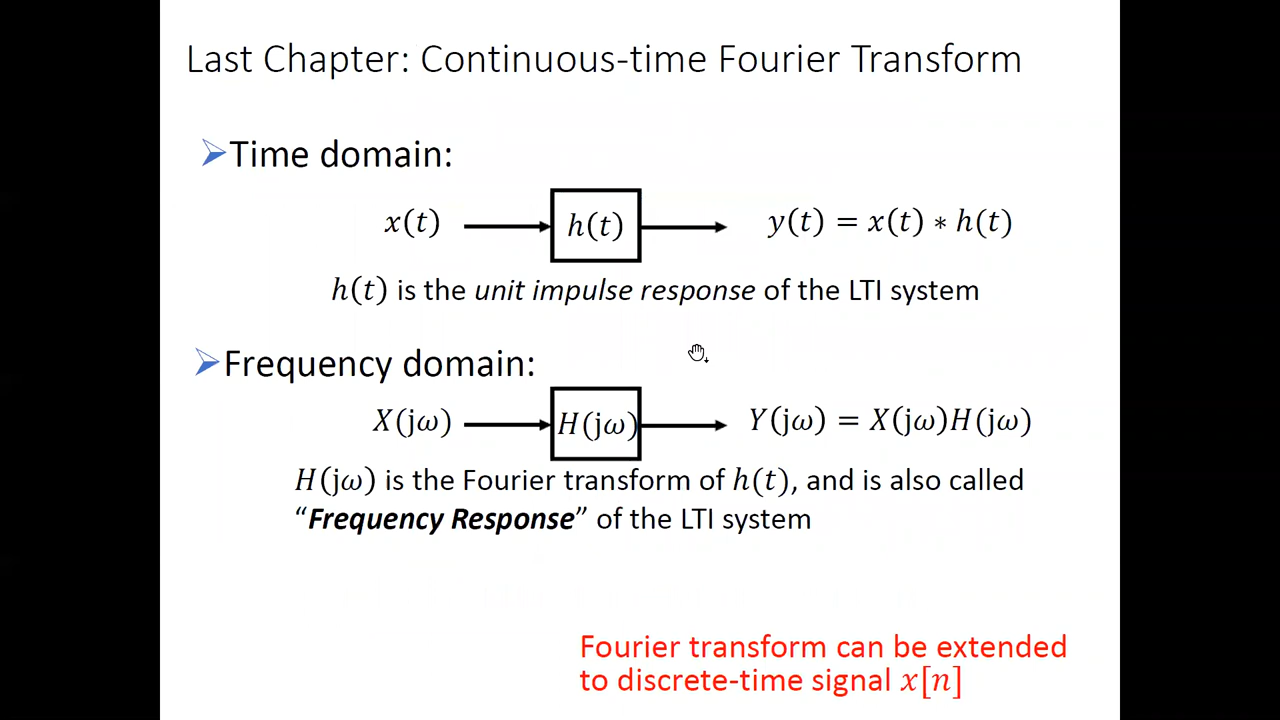 Last Chapter: Continuous-time Fourier Transform
Time domain:
x(t) h(t) y(t) = x(t) ∗ h(t)
h(t) is the unit impulse response of the LTI system
Frequency domain:
X(jω) H(jω) Y(jω) = X(jω)H(jω)
H(jω) is the Fourier transform of h(t), and is also called
“Frequency Response” of the LTI system
Fourier transform can be extended
to discrete-time signal x[n]